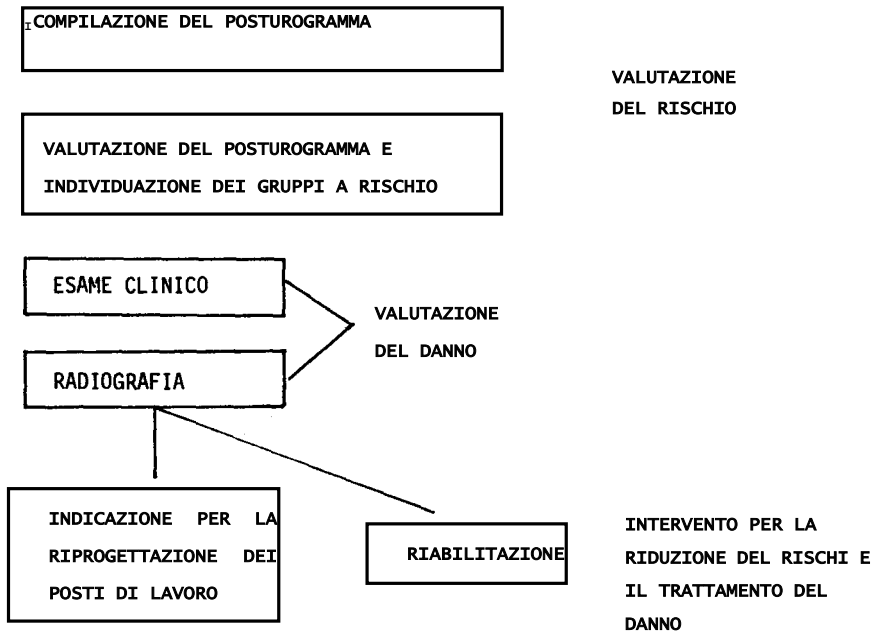 COMPILAZIONE DEL POSTUROGRAMMA
VALUTAZIONE
DEL RISCHIO
VALUTAZIONE DEL POSTUROGRAMMA E
INDIVIDUAZIONE DEI GRUPPI A RISCHIO
ESAME CLINICO
VALUTAZIONE
DEL DANNO
RADIOGRAFIA
INDICAZIONE PER LA
RIPROGETTAZIONE DEI
POSTI DI LAVORO
RIABILITAZIONE
INTERVENTO PER LA
RIDUZIONE DEL RISCHI E
IL TRATTAMENTO DEL
DANNO